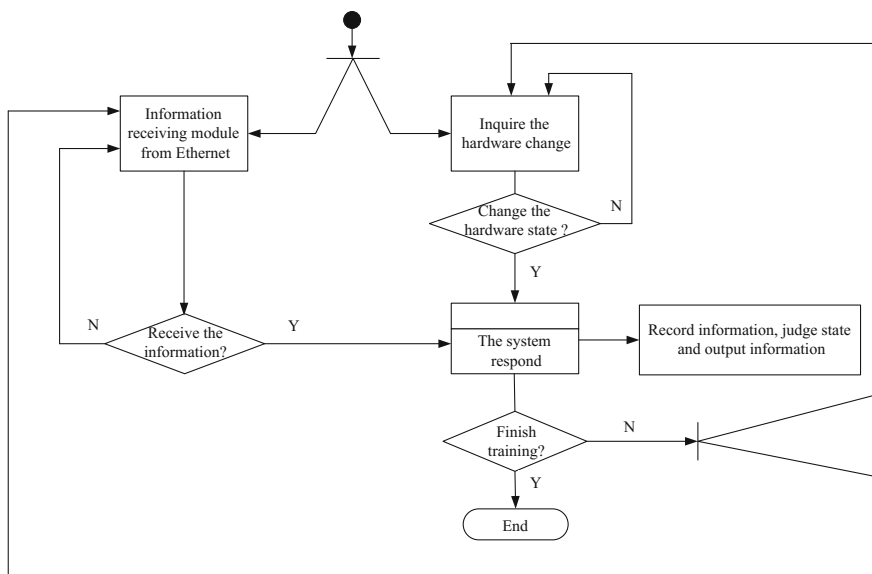 Information
receiving module
from Ethernet
Inquire the
hardware change
N
Change the
hardware state ?
Y
N
Receive the
information?
Y
The system
respond
Record information, judge state
and output information
Finish
training?
N
Y
End